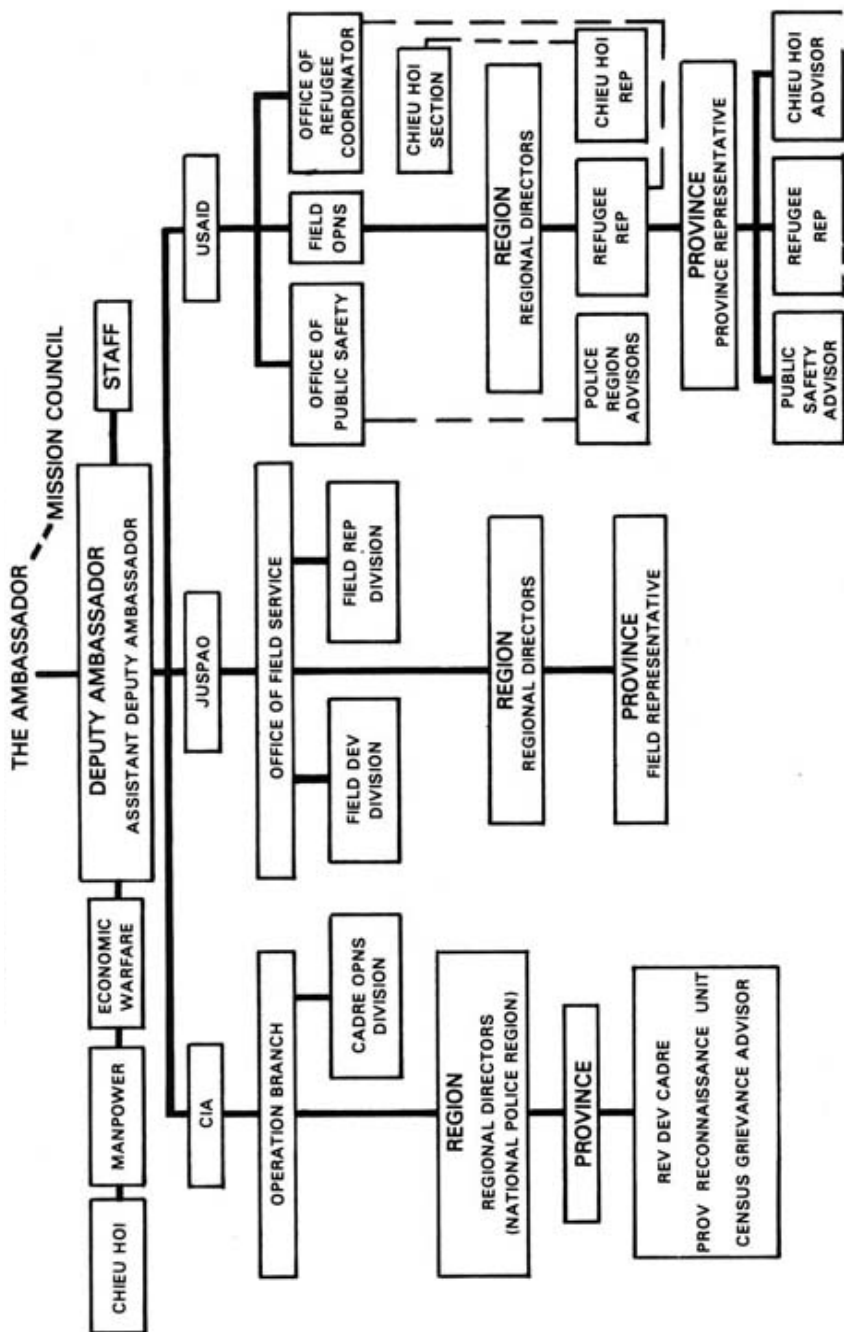 THE AMBASSADOR
MISSION COUNCIL
CHIEU HOI
MANPOWER
ECONOMIC
WARFARE
DEPUTY AMBASSADOR
ASSISTANT DEPUTY AMBASSADOR
STAFF
CIA
JUSPAO
USAID
OPERATION BRANCH
CADRE OPNS
DIVISION
REGION
REGIONAL DIRECTORS
(NATIONAL POLICE REGION)
PROVINCE
REV DEV CADRE
PROV RECONNAISSANCE UNIT
CENSUS GRIEVANCE ADVISOR
OFFICE OF FIELD SERVICE
FIELD DEV
DIVISION
FIELD REP
DIVISION
REGION
REGIONAL DIRECTORS
PROVINCE
FIELD REPRESENTATIVE
OFFICE OF
PUBLIC SAFETY
FIELD
OPNS
OFFICE OF
REFUGEE
COORDINATOR
CHIEU HOI
SECTION
REGION
REGIONAL DIRECTORS
POLICE
REGION
ADVISORS
REFUGEE
REP
CHIEU HOI
REP
PROVINCE
PROVINCE REPRESENTATIVE
PUBLIC
SAFETY
ADVISOR
REFUGEE
REP
CHIEU HOI
ADVISOR